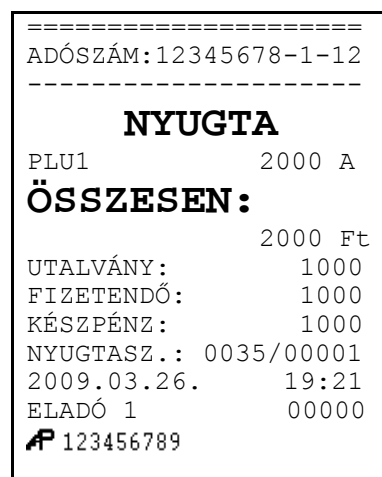 =====================
ADÓSZÁM:12345678-1-12
---------------------
NYUGTA
PLU1 2000 A
ÖSSZESEN:
2000 Ft
UTALVÁNY: 1000
FIZETENDŐ: 1000
KÉSZPÉNZ: 1000
NYUGTASZ.: 0035/00001
2009.03.26. 19:21
ELADÓ 1 00000
AP 123456789